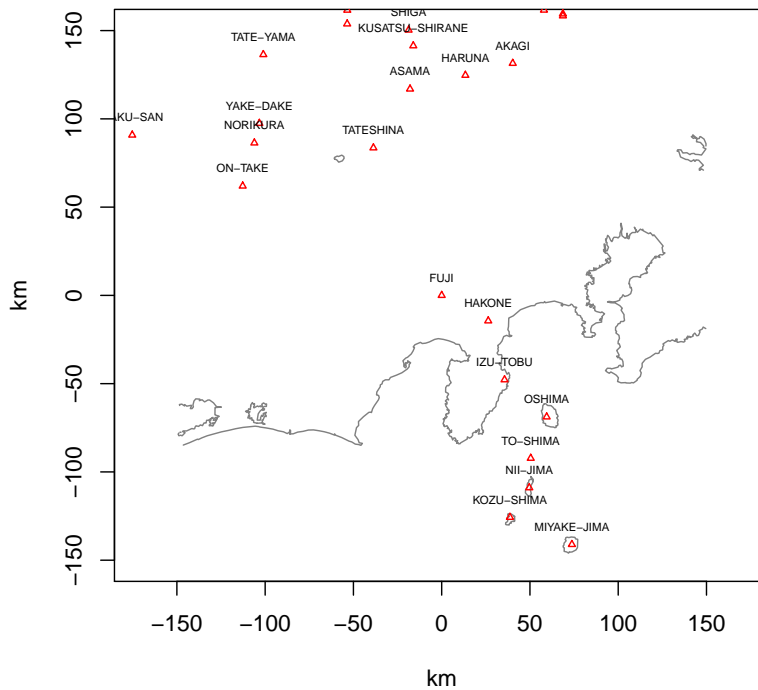 SHIGA
KUSATSU−SHIRANE
TATE−YAMA
AKAGI
HARUNA
ASAMA
YAKE−DAKE
AKU−SAN
NORIKURA
TATESHINA
ON−TAKE
FUJI
HAKONE
IZU−TOBU
OSHIMA
TO−SHIMA
NII−JIMA
KOZU−SHIMA
MIYAKE−JIMA
150
100
50
0
−50
−100
−150
km
−150 −100 −50 0 50 100 150
km